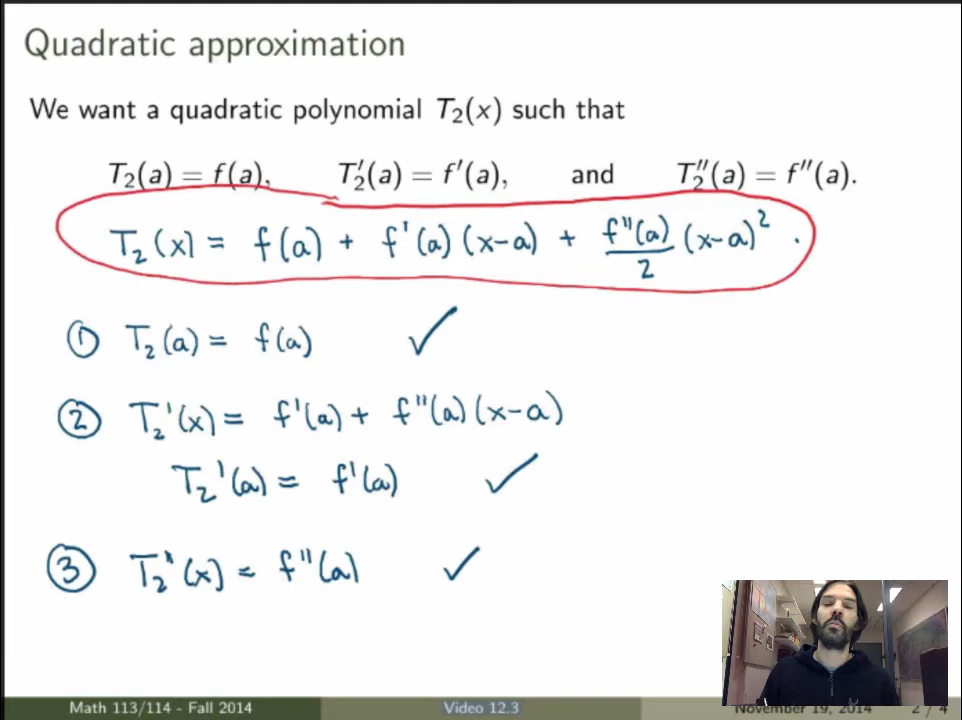 Quadratic approximation
We want a quadratic polynomial T₂(x) such that
T₂(a) = f(a), T₂′(a) = f′(a), and T₂″(a) = f″(a).
T₂(x) = f(a) + f'(a)(x-a) + f"(a)/2 (x-a)².
① T₂(a) = f(a) ✓
② T₂'(x) = f'(a) + f"(a)(x-a)
T₂'(a) = f'(a) ✓
③ T₂"(x) = f"(a) ✓
Math 113/114 - Fall 2014 Video 12.3 November 19, 2014 2 / 4